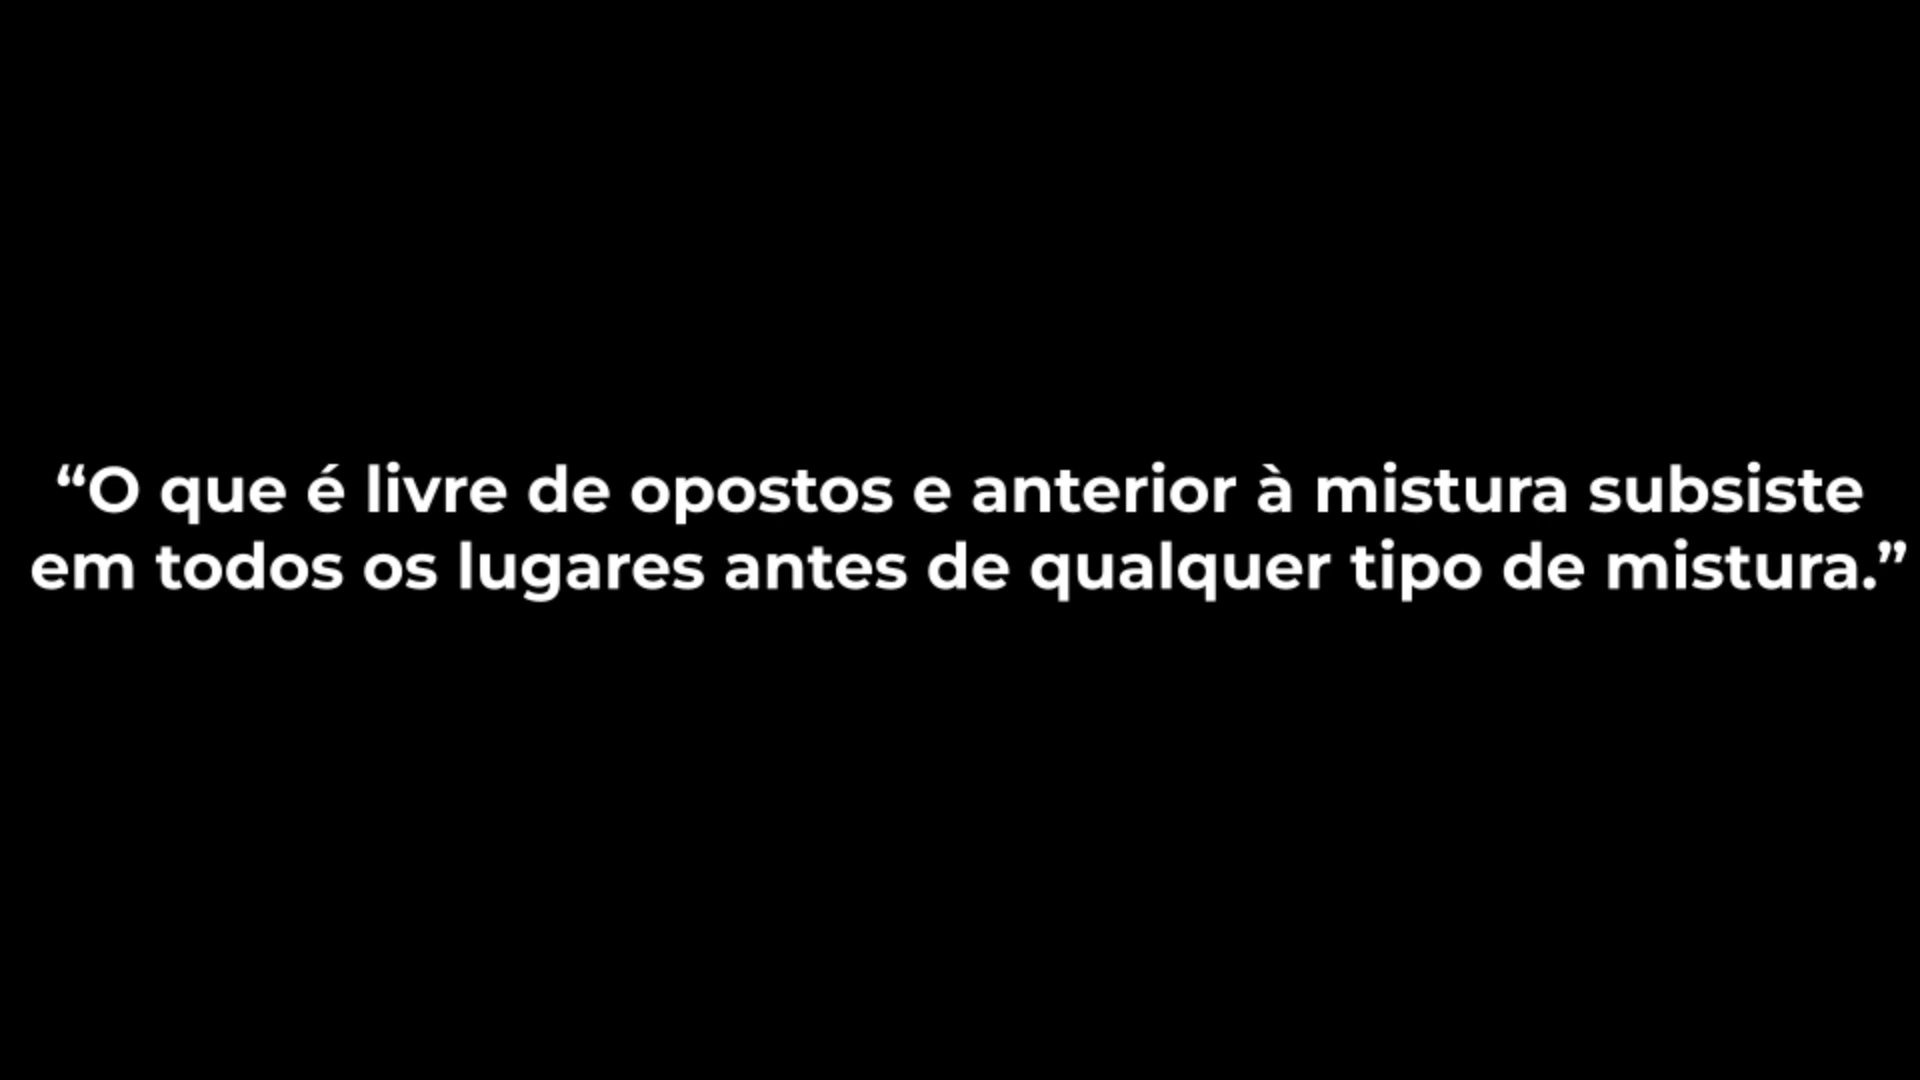 “O que é livre de opostos e anterior à mistura subsiste
em todos os lugares antes de qualquer tipo de mistura.”